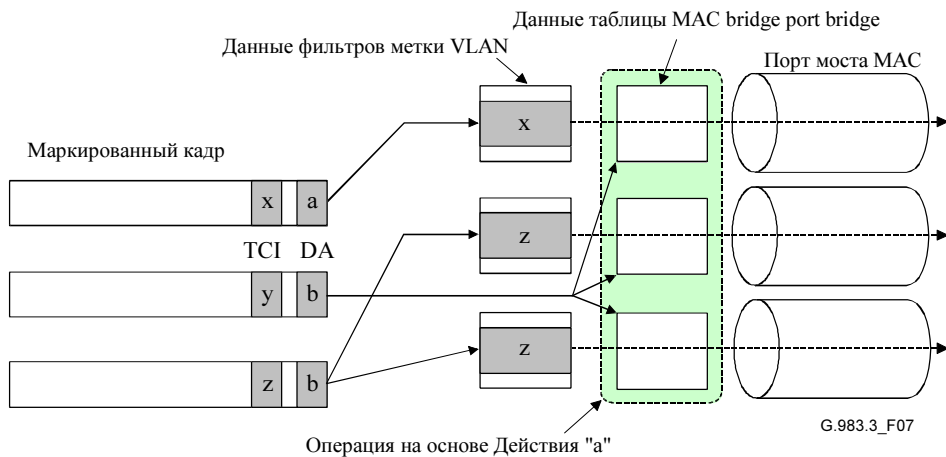 Данные таблицы MAC bridge port bridge
Данные фильтров метки VLAN
Порт моста MAC
x
Маркированный кадр
x a
TCI DA
z
y b
z
z b
G.983.3_F07
Операция на основе Действия "a"